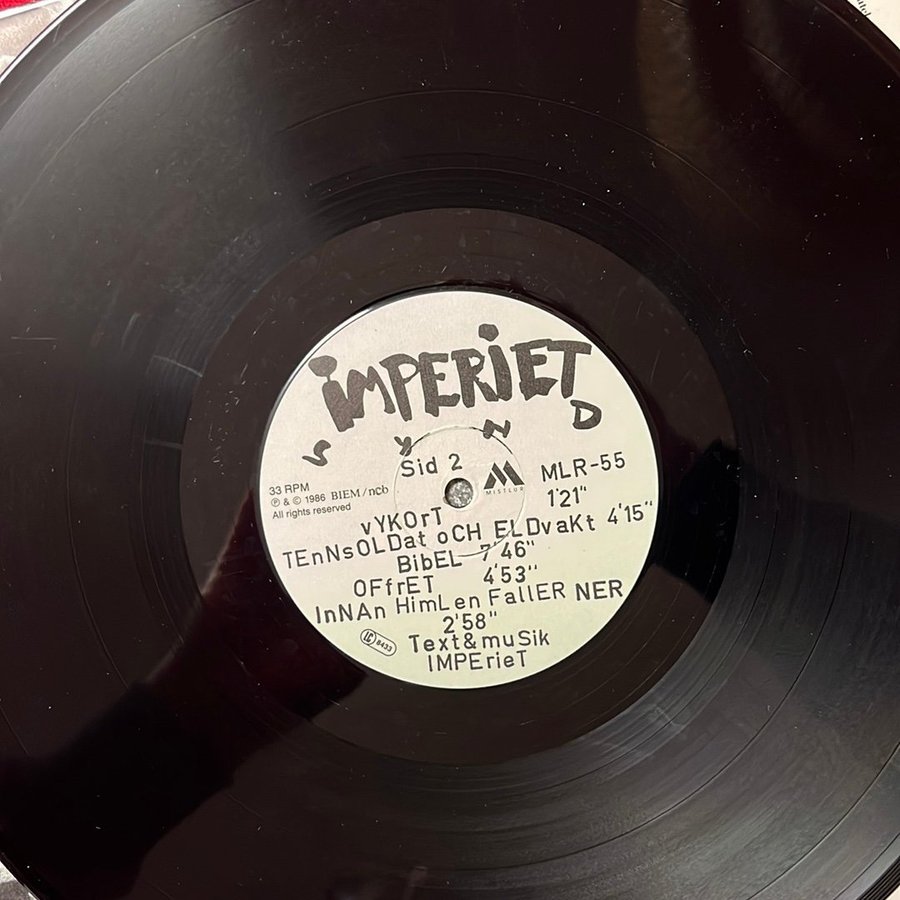 iMPERiET
SYND
Sid 2
MISTLUR
MLR-55
33 RPM
℗ & © 1986 BIEM/ncb
All rights reserved
vYKOrT 1'21"
TEnNsOLDat oCH ELDvaKt 4'15"
BibEL 7'46"
OFfrET 4'53"
InNAn HimLen FallER NER
2'58"
LC 8433
Text&muSik
IMPErieT